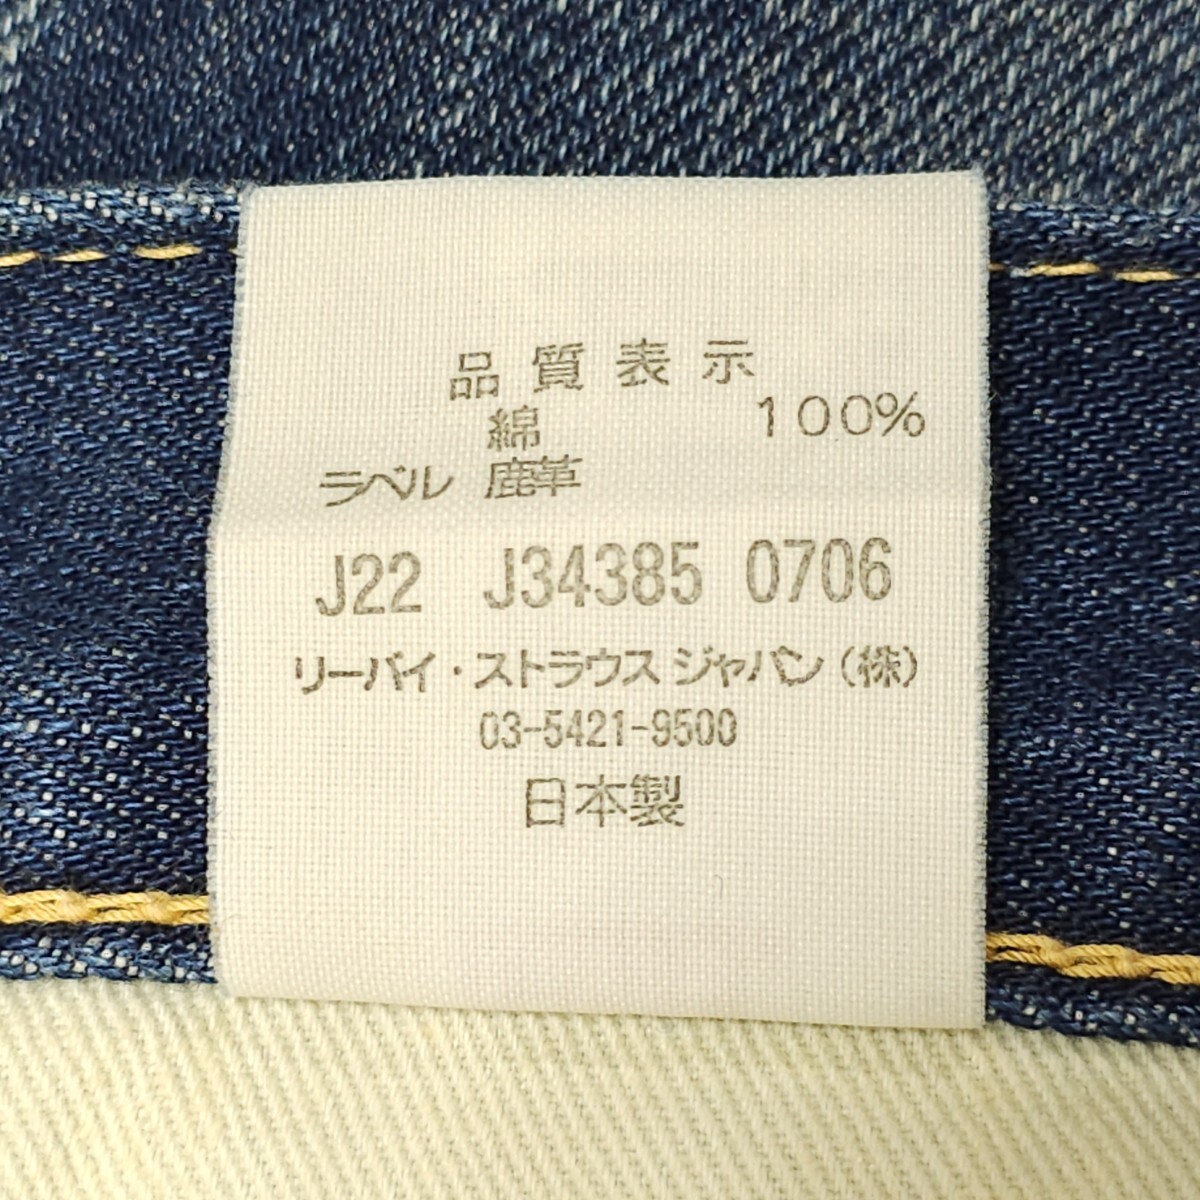 品質表示
綿 100%
ラベル 鹿革
J22 J34385 0706
リーバイ・ストラウス ジャパン(株)
03-5421-9500
日本製